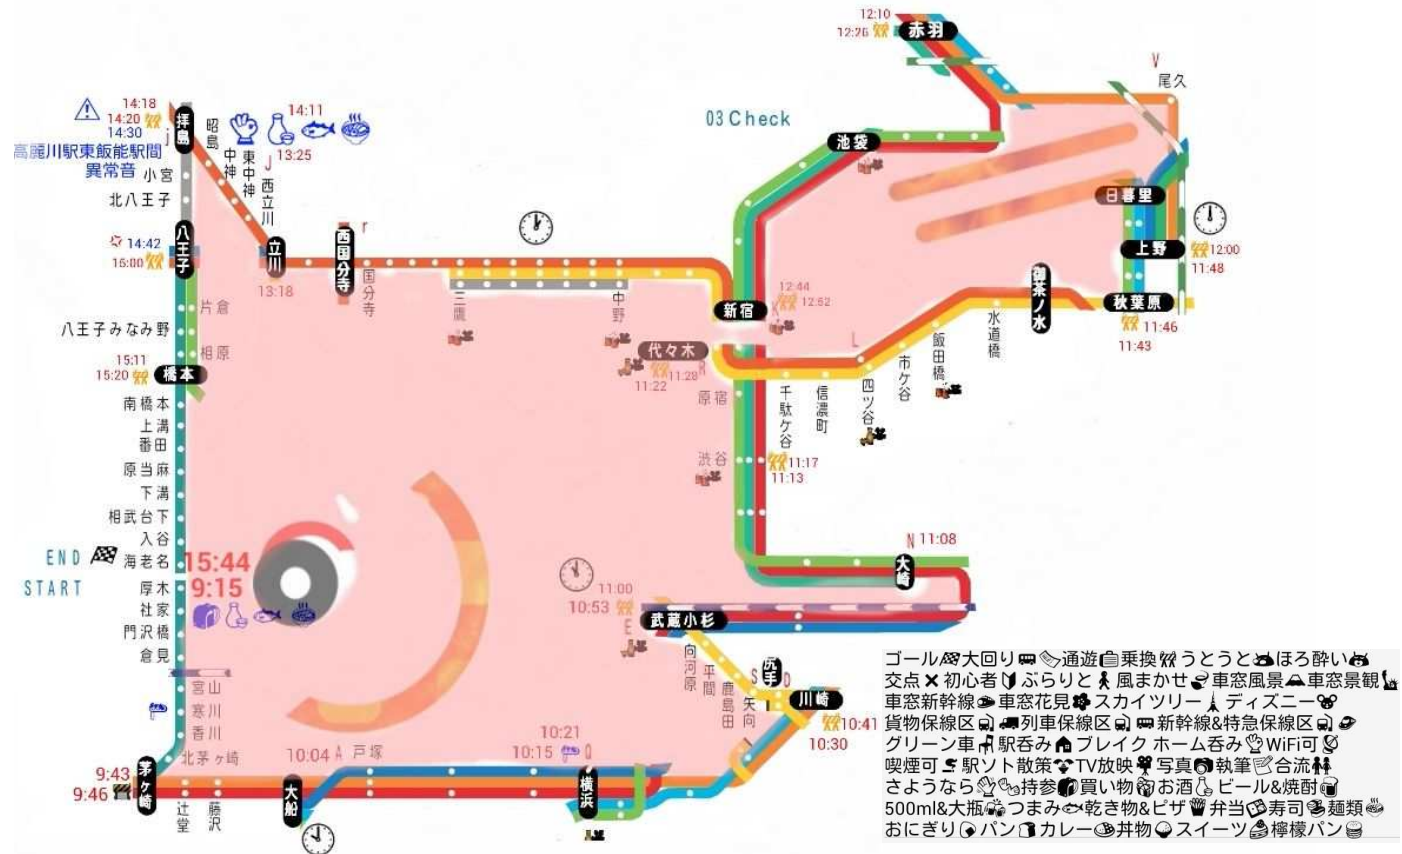 12:10
12:26
赤羽
V
尾久
03 Check
池袋
日暮里
上野
12:00
11:48
秋葉原
11:46
11:43
御茶ノ水
水道橋
飯田橋
市ケ谷
四ツ谷
L
信濃町
千駄ケ谷
新宿
12:44
K
代々木
R
11:28
11:22
原宿
渋谷
11:17
11:13
N 11:08
大崎
14:18
14:20
14:30
拝島
j
高麗川駅東飯能駅間
異常音
小宮
北八王子
昭島
中神
東中神
西立川
14:11
J 13:25
立川
13:18
西国分寺
r
国分寺
三鷹
中野
14:42
15:00
八王子
片倉
八王子みなみ野
相原
15:11
15:20
橋本
南橋本
上溝
番田
原当麻
下溝
相武台下
入谷
END
海老名
15:44
START
厚木
9:15
社家
門沢橋
倉見
宮山
寒川
香川
北茅ヶ崎
9:43
9:46
茅ヶ崎
辻堂
藤沢
大船
10:04 A 戸塚
10:21
10:15
Q
横浜
11:00
10:53
E
武蔵小杉
向河原
平間
鹿島田
矢向
S
尻手
D
川崎
10:41
10:30
ゴール大回り通遊乗換うとうとほろ酔い
交点初心者ぶらりと風まかせ車窓風景車窓景観
車窓新幹線車窓花見スカイツリーディズニー
貨物保線区列車保線区新幹線&特急保線区
グリーン車駅呑みブレイク ホーム呑みWiFi可
喫煙可駅ソト散策TV放映写真執筆合流
さようなら持参買い物お酒ビール&焼酎
500ml&大瓶つまみ乾き物&ピザ弁当寿司麺類
おにぎりパンカレー丼物スイーツ檸檬パン